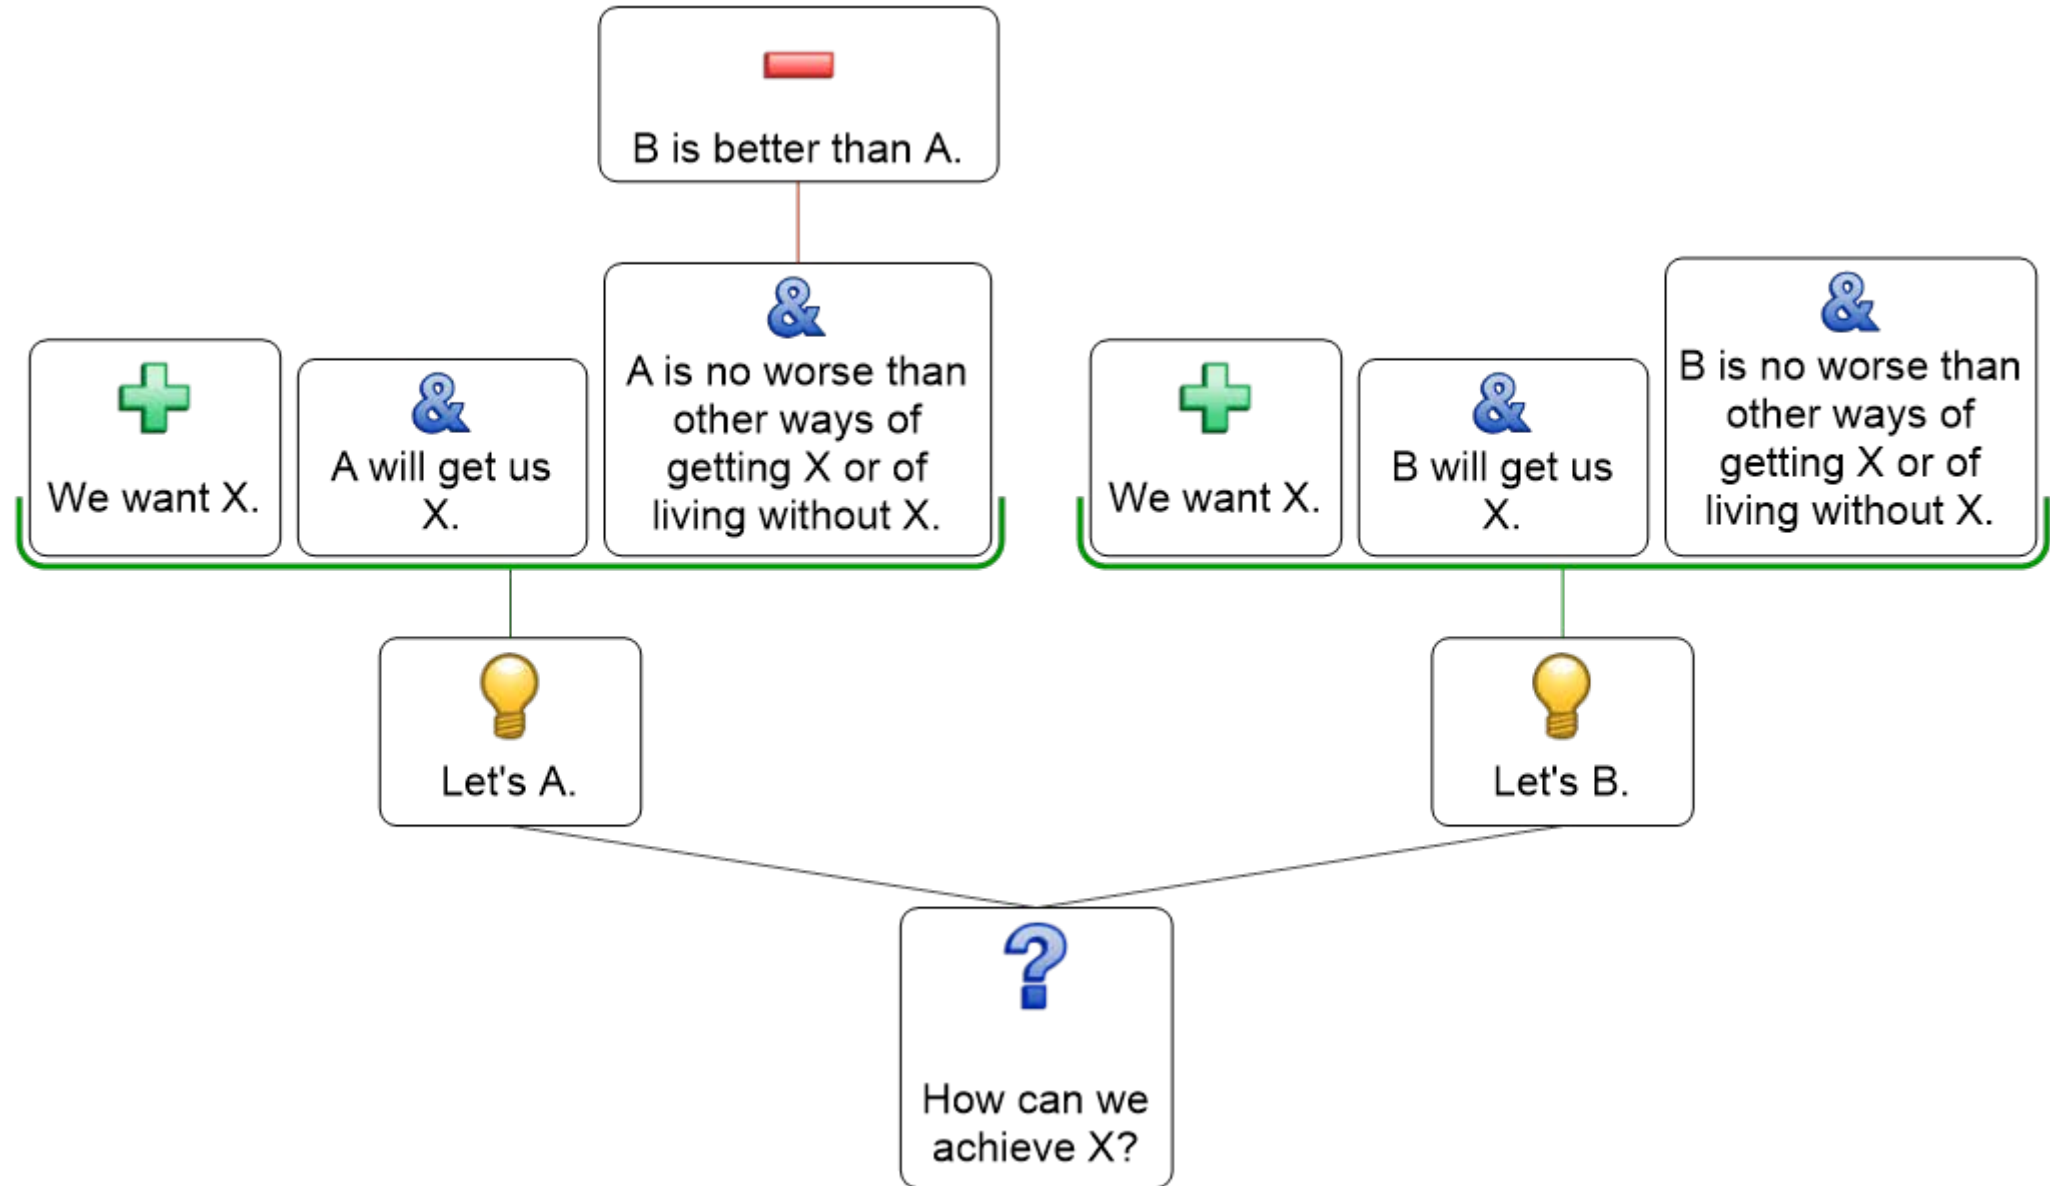 B is better than A.
&
A is no worse than
other ways of
getting X or of
living without X.
We want X.
&
A will get us
X.
We want X.
&
B will get us
X.
&
B is no worse than
other ways of
getting X or of
living without X.
Let's A.
Let's B.
?
How can we
achieve X?